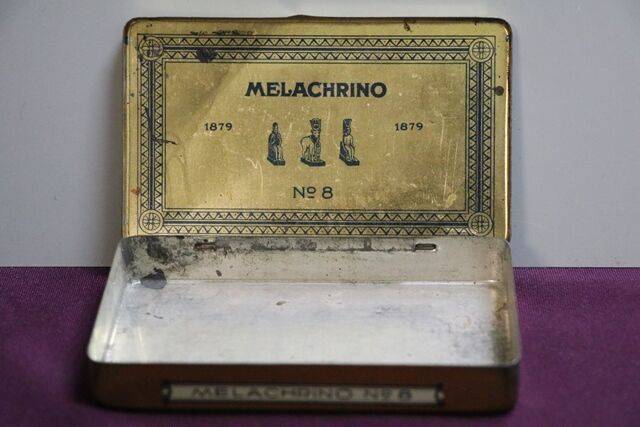 MELACHRINO
1879 1879
Nº 8
MELACHRINO Nº 8